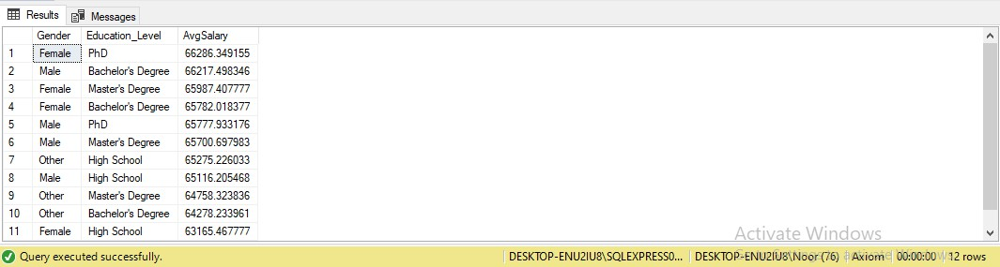 Results Messages
Gender Education_Level AvgSalary
1 Female PhD 66286.349155
2 Male Bachelor's Degree 66217.498346
3 Female Master's Degree 65987.407777
4 Female Bachelor's Degree 65782.018377
5 Male PhD 65777.933176
6 Male Master's Degree 65700.697983
7 Other High School 65275.226033
8 Male High School 65116.205468
9 Other Master's Degree 64758.323836
10 Other Bachelor's Degree 64278.233961
11 Female High School 63165.467777
Activate Windows
Query executed successfully. DESKTOP-ENU2IU8\SQLEXPRESS0... DESKTOP-ENU2IU8\Noor (76) Axiom 00:00:00 12 rows